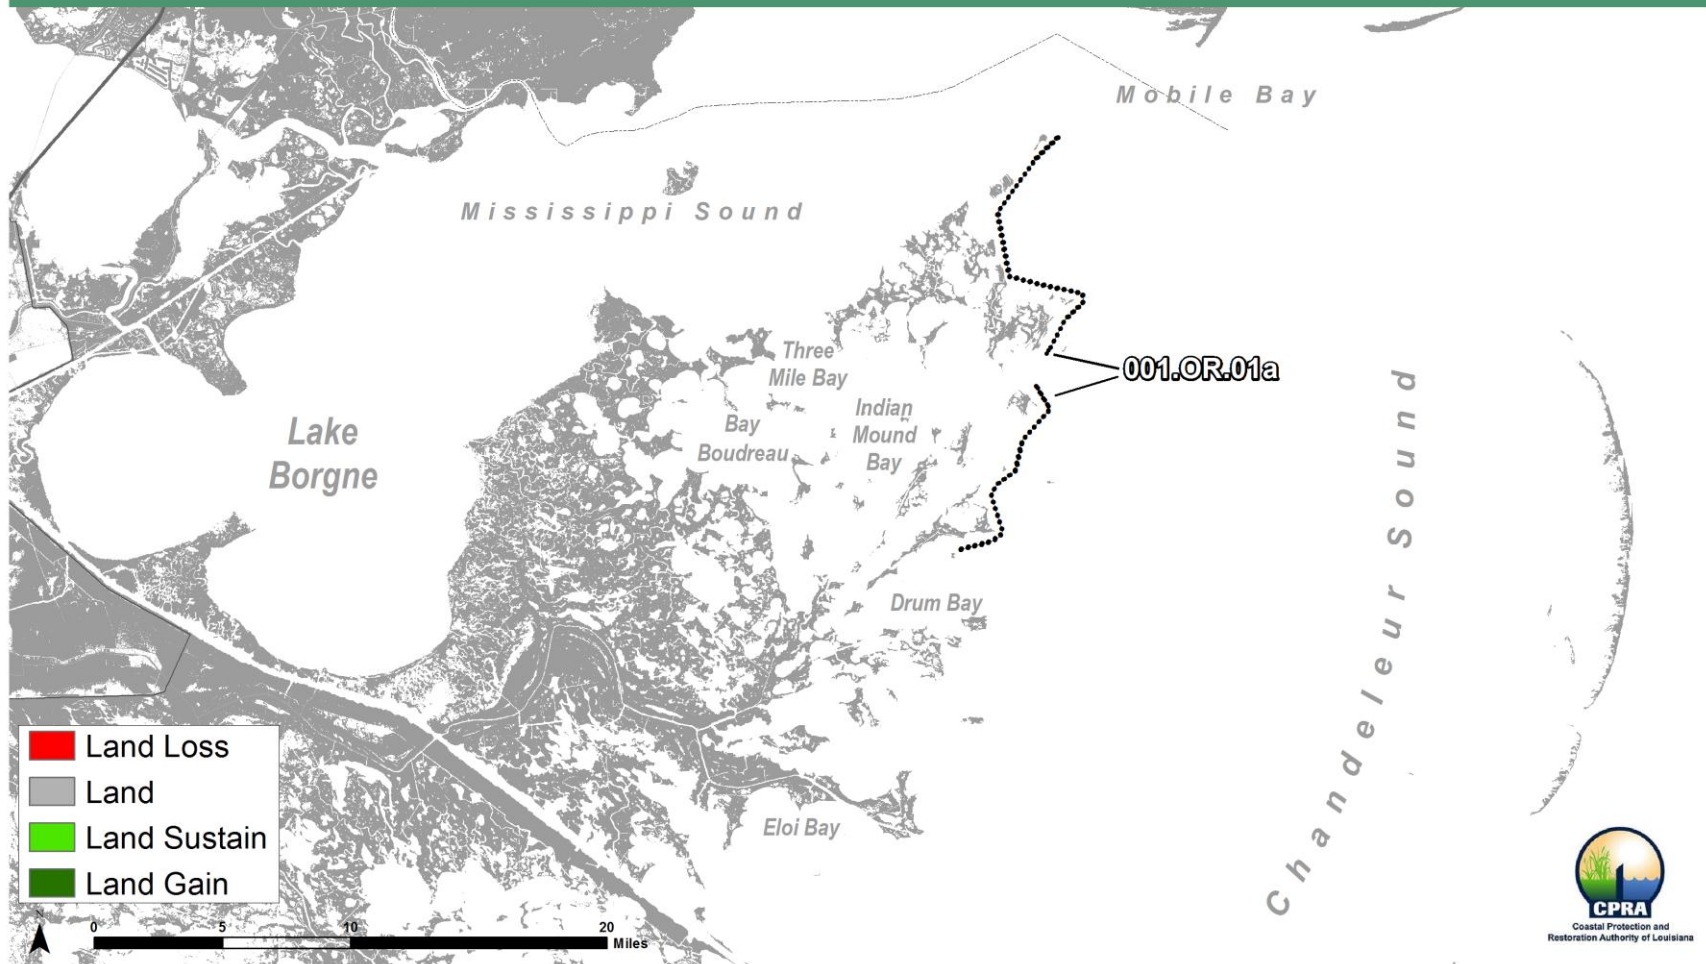 Mobile Bay
Mississippi Sound
Three
Mile Bay
001.OR.01a
Indian
Mound
Bay
Bay
Boudreau
Lake
Borgne
Chandeleur Sound
Drum Bay
Eloi Bay
Land Loss
Land
Land Sustain
Land Gain
N
0 5 10 20
Miles
CPRA
Coastal Protection and
Restoration Authority of Louisiana